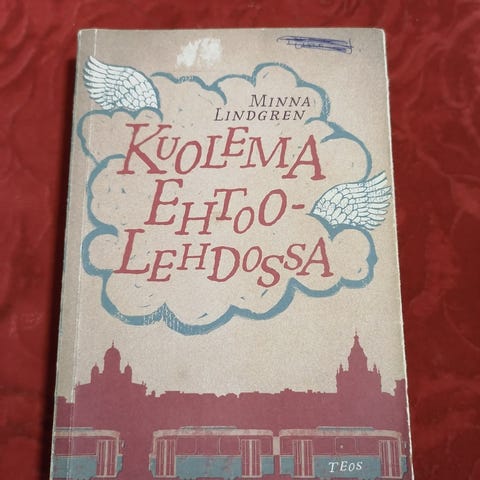 MINNA
LINDGREN
KUOLEMA
EHTOO-
LEHDOSSA
TEOS